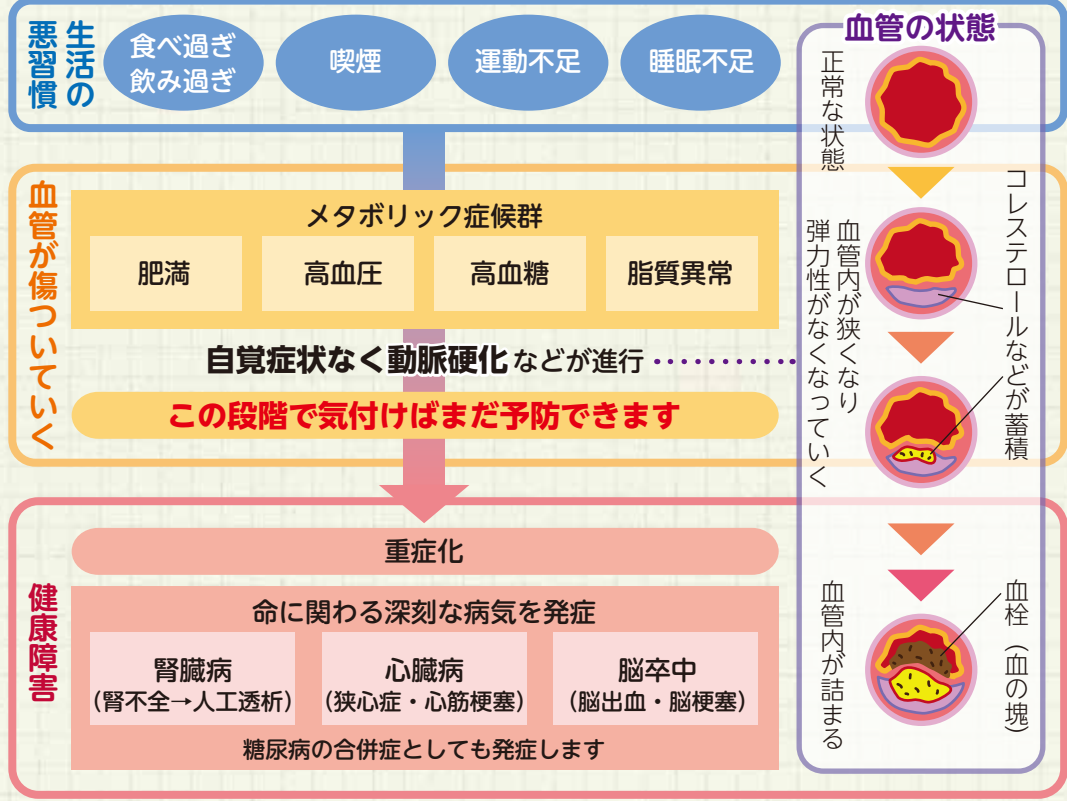 生活の
悪習慣
食べ過ぎ
飲み過ぎ
喫煙
運動不足
睡眠不足
血管が傷ついていく
メタボリック症候群
肥満
高血圧
高血糖
脂質異常
自覚症状なく動脈硬化などが進行
この段階で気付けばまだ予防できます
健康障害
重症化
命に関わる深刻な病気を発症
腎臓病
(腎不全→人工透析)
心臓病
(狭心症・心筋梗塞)
脳卒中
(脳出血・脳梗塞)
糖尿病の合併症としても発症します
血管の状態
正常な状態
血管内が狭くなり
弾力性がなくなっていく
コレステロールなどが蓄積
血管内が詰まる
血栓（血の塊）